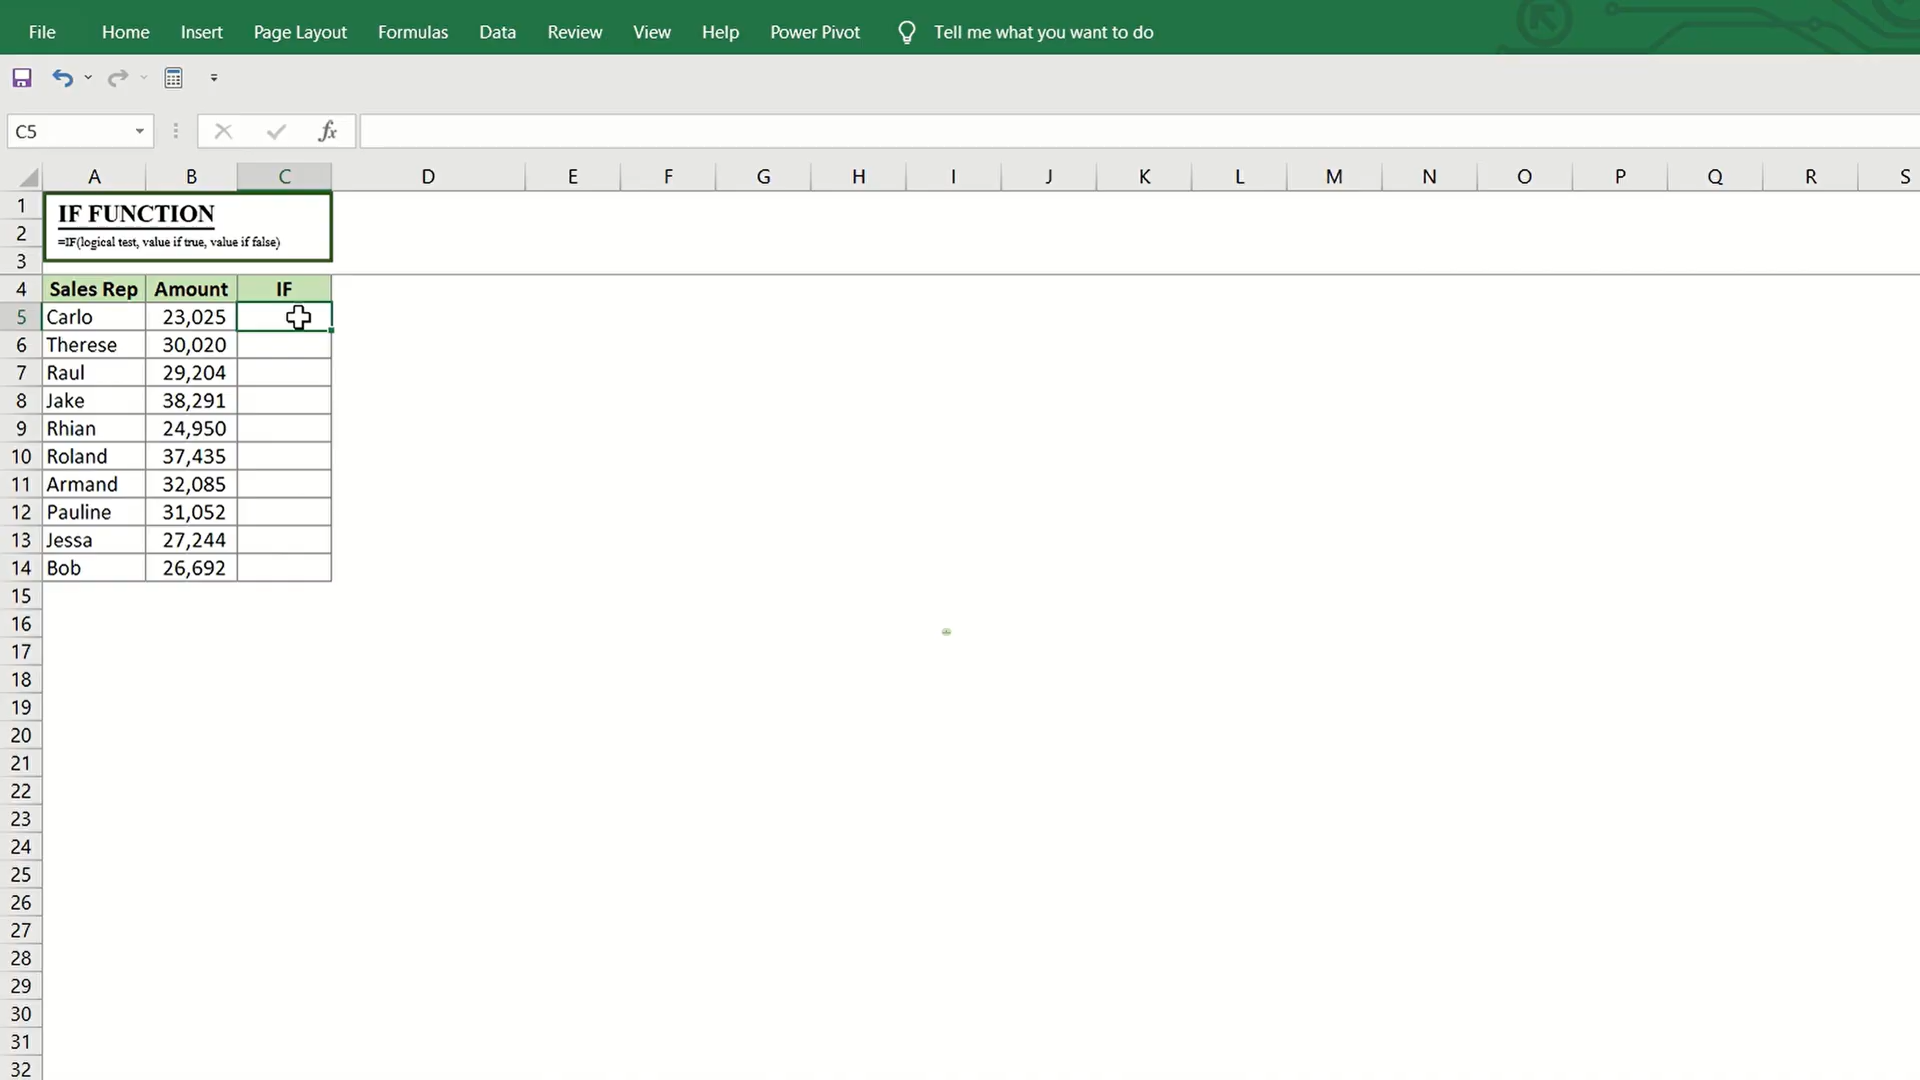 File Home Insert Page Layout Formulas Data Review View Help Power Pivot Tell me what you want to do
C5 fx
A B C D E F G H I J K L M N O P Q R S
1 IF FUNCTION
2 =IF(logical test, value if true, value if false)
3
4 Sales Rep Amount IF
5 Carlo 23,025
6 Therese 30,020
7 Raul 29,204
8 Jake 38,291
9 Rhian 24,950
10 Roland 37,435
11 Armand 32,085
12 Pauline 31,052
13 Jessa 27,244
14 Bob 26,692
15
16
17
18
19
20
21
22
23
24
25
26
27
28
29
30
31
32